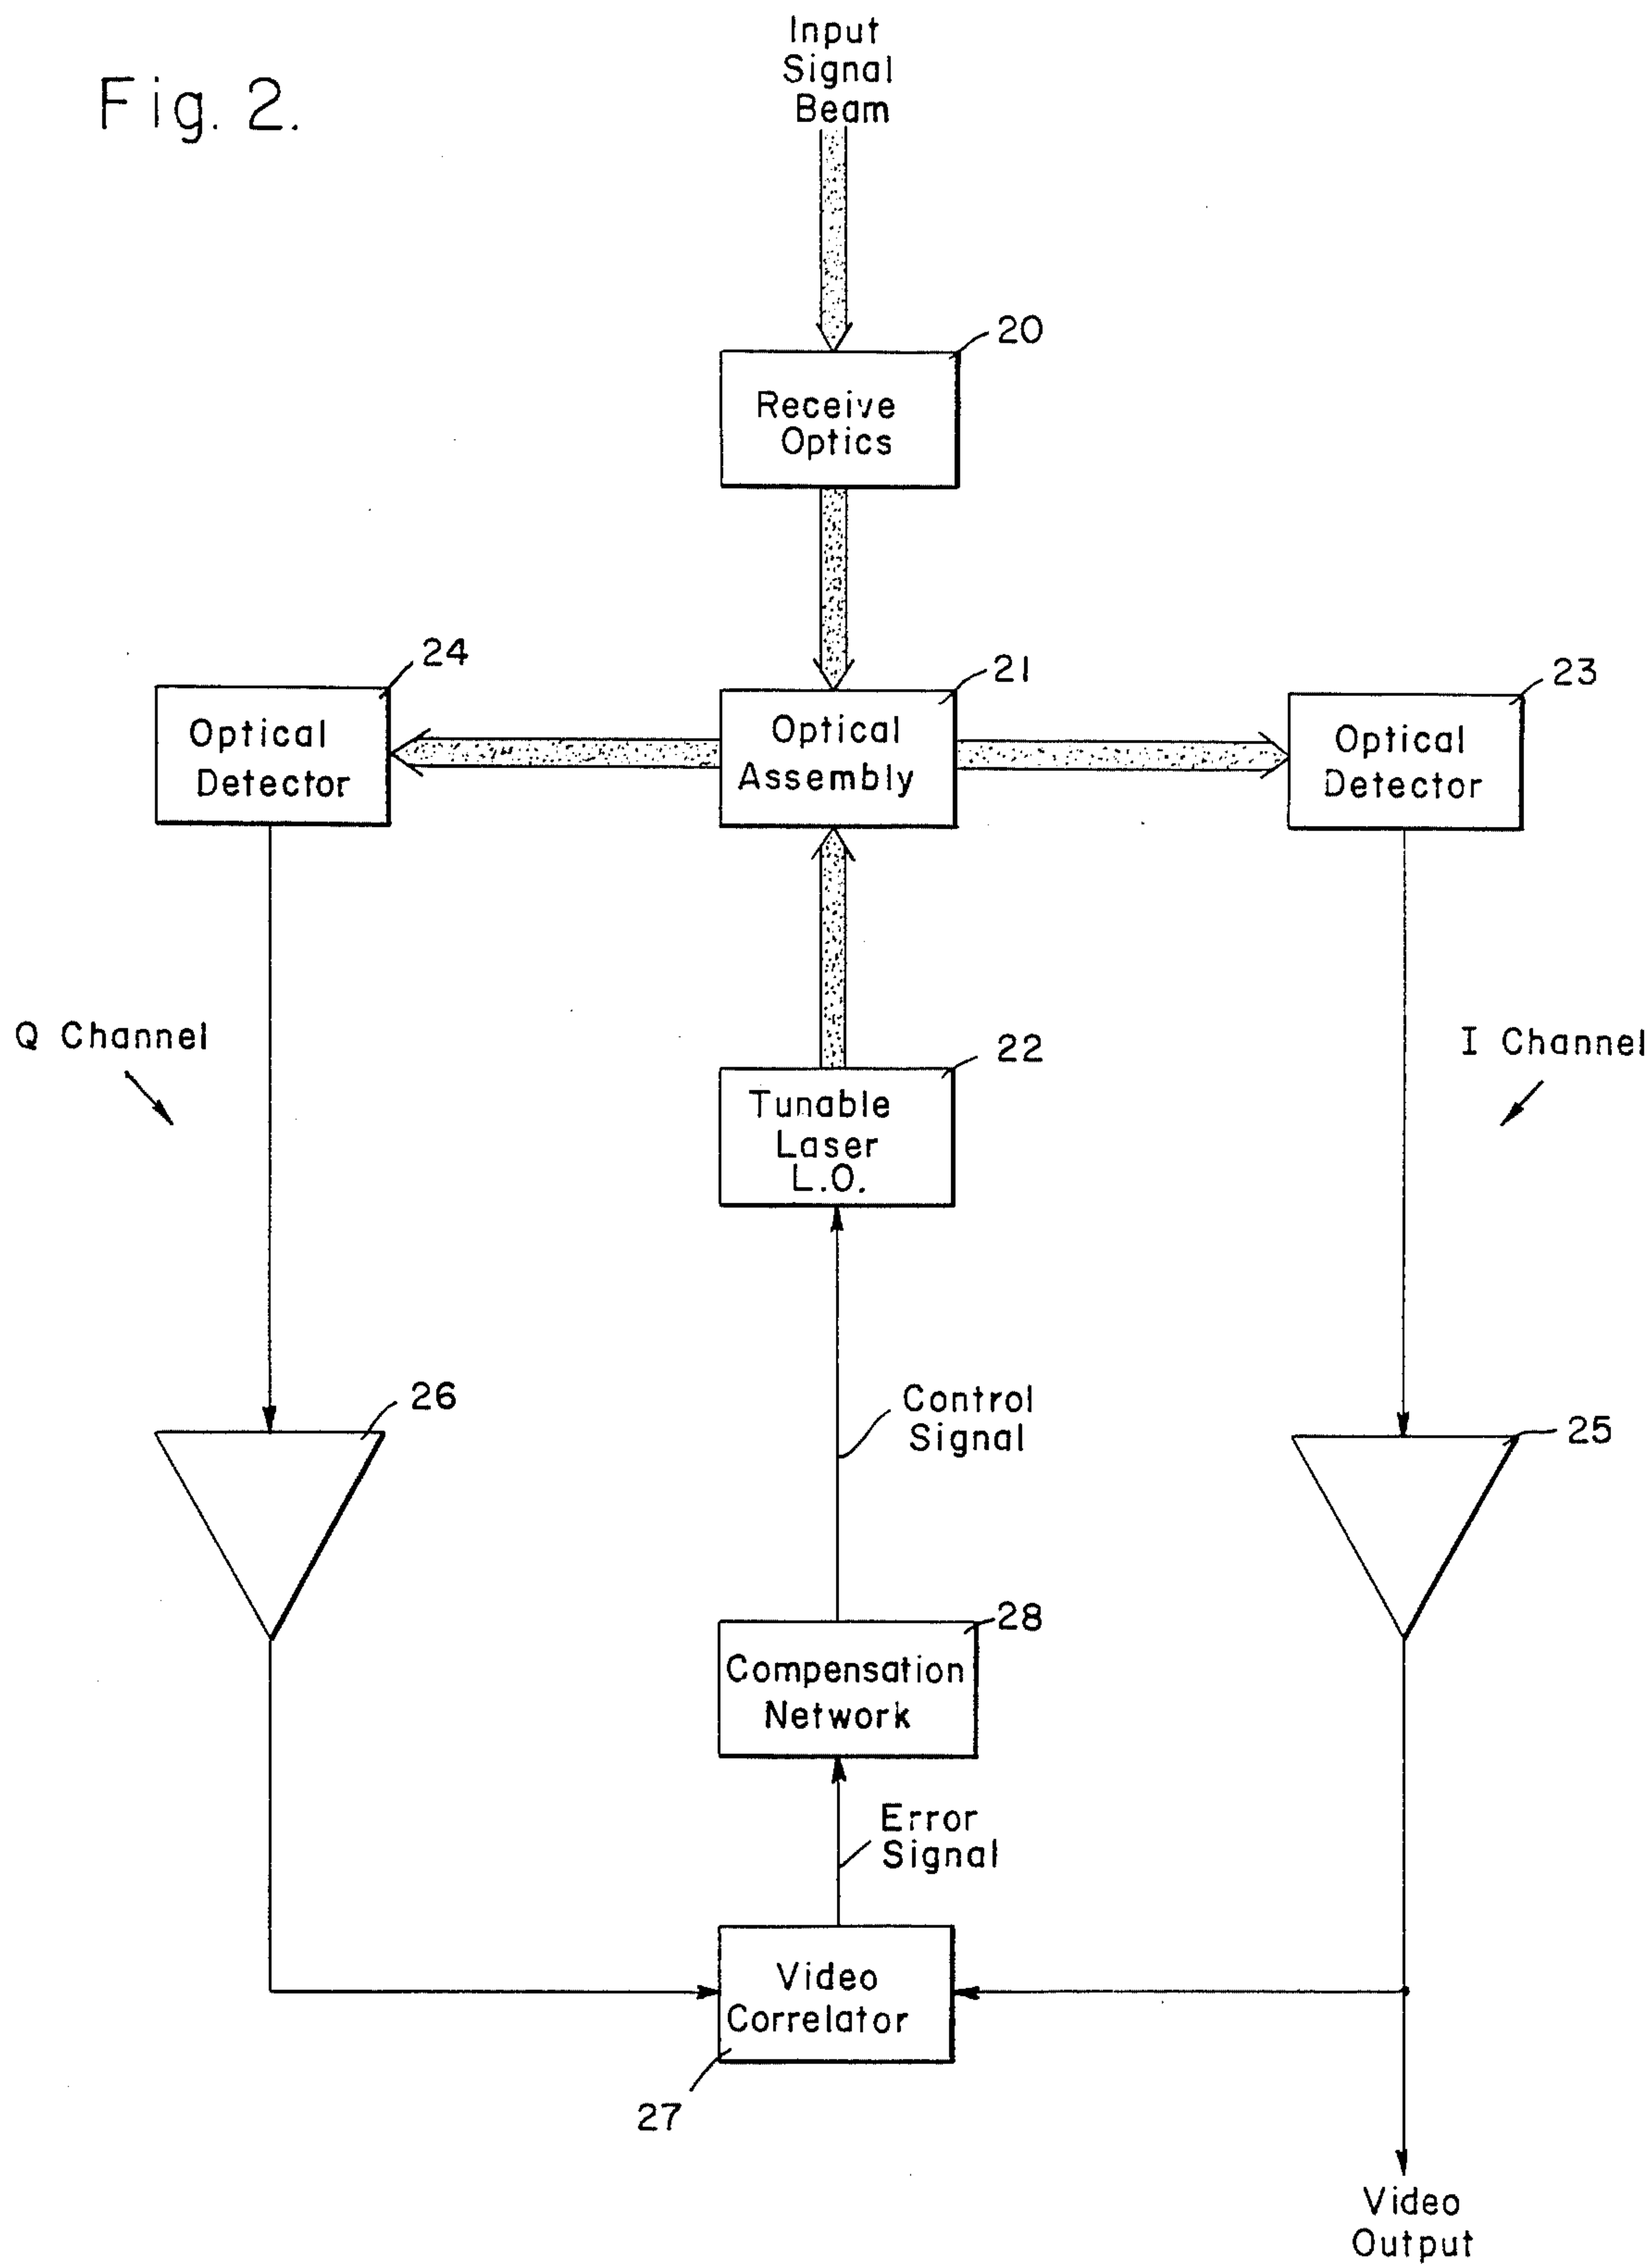 Fig. 2.
Input
Signal
Beam
20
Receive
Optics
24
Optical
Detector
21
Optical
Assembly
23
Optical
Detector
Q Channel
I Channel
22
Tunable
Laser
L.O.
Control
Signal
26
25
28
Compensation
Network
Error
Signal
Video
Correlator
27
Video
Output